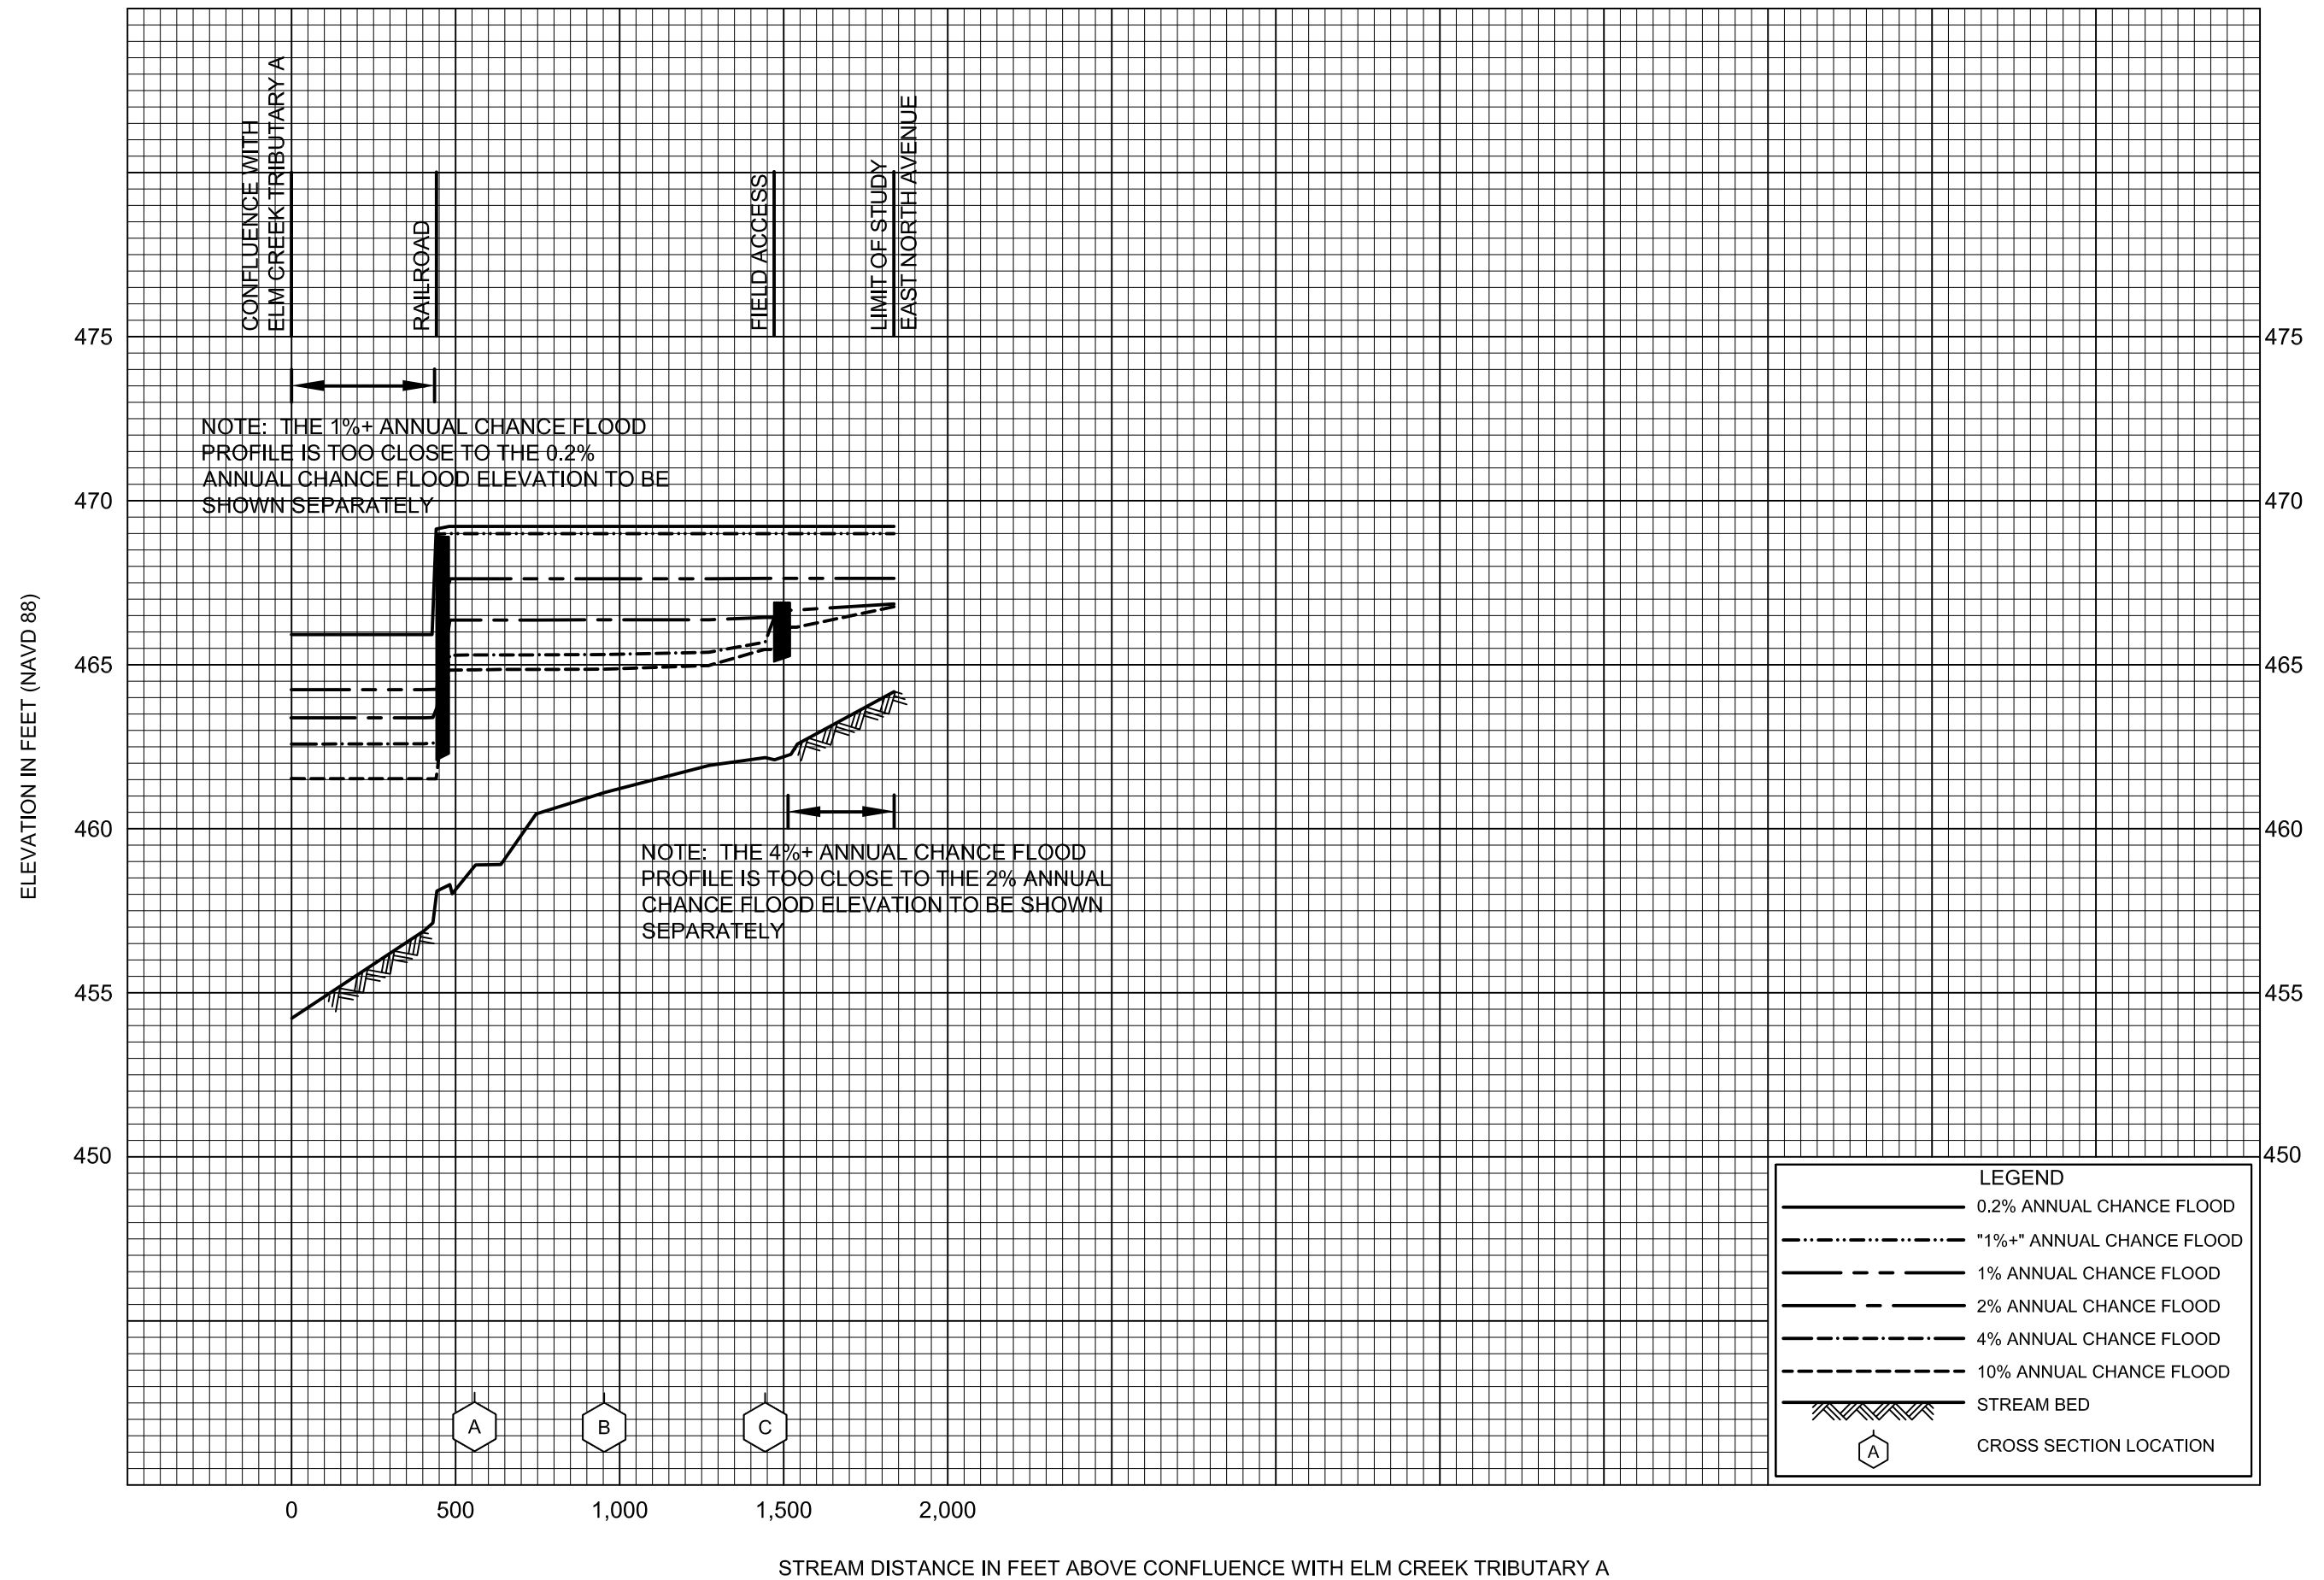 CONFLUENCE WITH
ELM CREEK TRIBUTARY A
RAILROAD
FIELD ACCESS
LIMIT OF STUDY
EAST NORTH AVENUE
475
475
NOTE: THE 1%+ ANNUAL CHANCE FLOOD
PROFILE IS TOO CLOSE TO THE 0.2%
ANNUAL CHANCE FLOOD ELEVATION TO BE
SHOWN SEPARATELY
470
470
465
465
ELEVATION IN FEET (NAVD 88)
460
460
NOTE: THE 4%+ ANNUAL CHANCE FLOOD
PROFILE IS TOO CLOSE TO THE 2% ANNUAL
CHANCE FLOOD ELEVATION TO BE SHOWN
SEPARATELY
455
455
450
450
LEGEND
0.2% ANNUAL CHANCE FLOOD
"1%+" ANNUAL CHANCE FLOOD
1% ANNUAL CHANCE FLOOD
2% ANNUAL CHANCE FLOOD
4% ANNUAL CHANCE FLOOD
10% ANNUAL CHANCE FLOOD
STREAM BED
A CROSS SECTION LOCATION
A B C
0 500 1,000 1,500 2,000
STREAM DISTANCE IN FEET ABOVE CONFLUENCE WITH ELM CREEK TRIBUTARY A